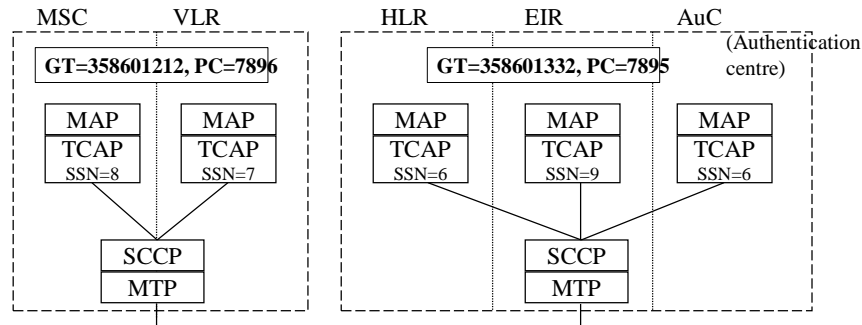 MSC VLR HLR EIR AuC
(Authentication
centre)
GT=358601212, PC=7896 GT=358601332, PC=7895
MAP MAP MAP MAP MAP
TCAP TCAP TCAP TCAP TCAP
SSN=8 SSN=7 SSN=6 SSN=9 SSN=6
SCCP SCCP
MTP MTP